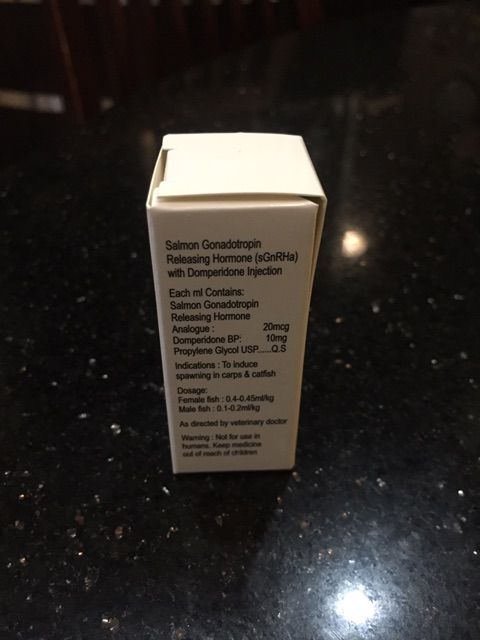 Salmon Gonadotropin
Releasing Hormone (sGnRHa)
with Domperidone Injection
Each ml Contains:
Salmon Gonadotropin
Releasing Hormone
Analogue : 20mcg
Domperidone BP: 10mg
Propylene Glycol USP......Q.S
Indications : To induce
spawning in carps & catfish
Dosage:
Female fish : 0.4-0.45ml/kg
Male fish : 0.1-0.2ml/kg
As directed by veterinary doctor
Warning : Not for use in
humans. Keep medicine
out of reach of children